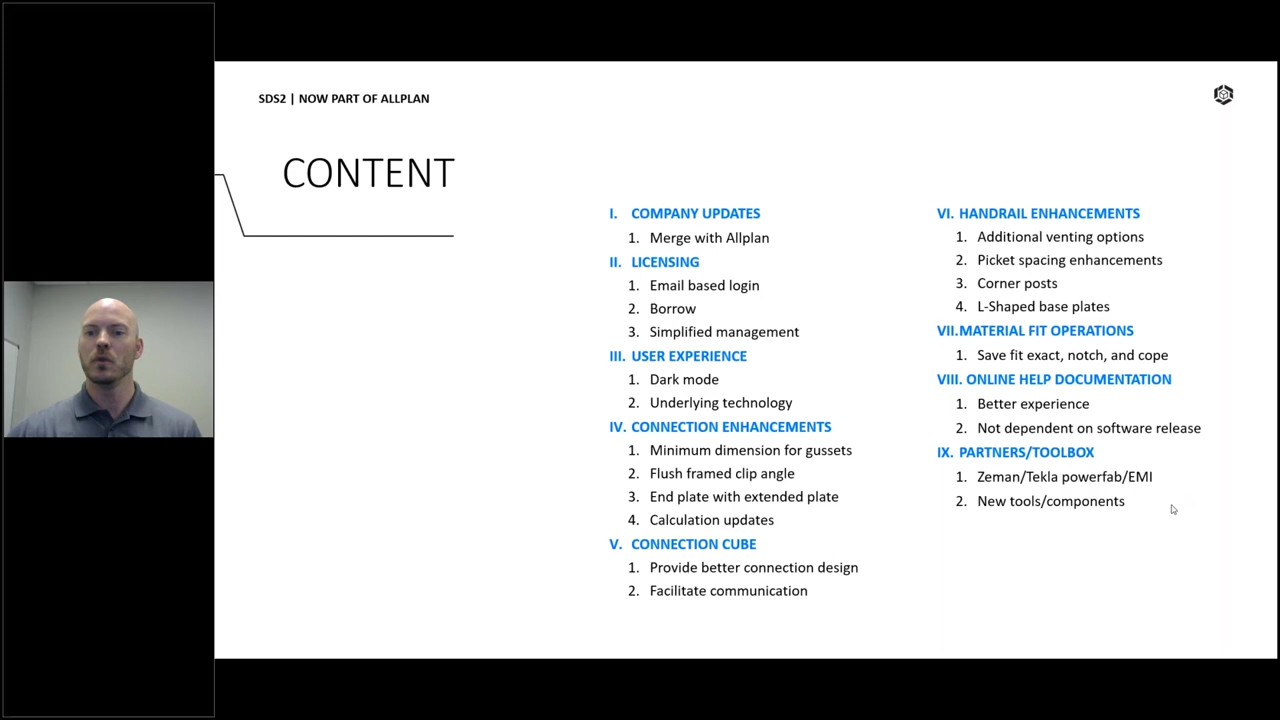 SDS2 | NOW PART OF ALLPLAN
CONTENT
I. COMPANY UPDATES
1. Merge with Allplan
II. LICENSING
1. Email based login
2. Borrow
3. Simplified management
III. USER EXPERIENCE
1. Dark mode
2. Underlying technology
IV. CONNECTION ENHANCEMENTS
1. Minimum dimension for gussets
2. Flush framed clip angle
3. End plate with extended plate
4. Calculation updates
V. CONNECTION CUBE
1. Provide better connection design
2. Facilitate communication
VI. HANDRAIL ENHANCEMENTS
1. Additional venting options
2. Picket spacing enhancements
3. Corner posts
4. L-Shaped base plates
VII. MATERIAL FIT OPERATIONS
1. Save fit exact, notch, and cope
VIII. ONLINE HELP DOCUMENTATION
1. Better experience
2. Not dependent on software release
IX. PARTNERS/TOOLBOX
1. Zeman/Tekla powerfab/EMI
2. New tools/components